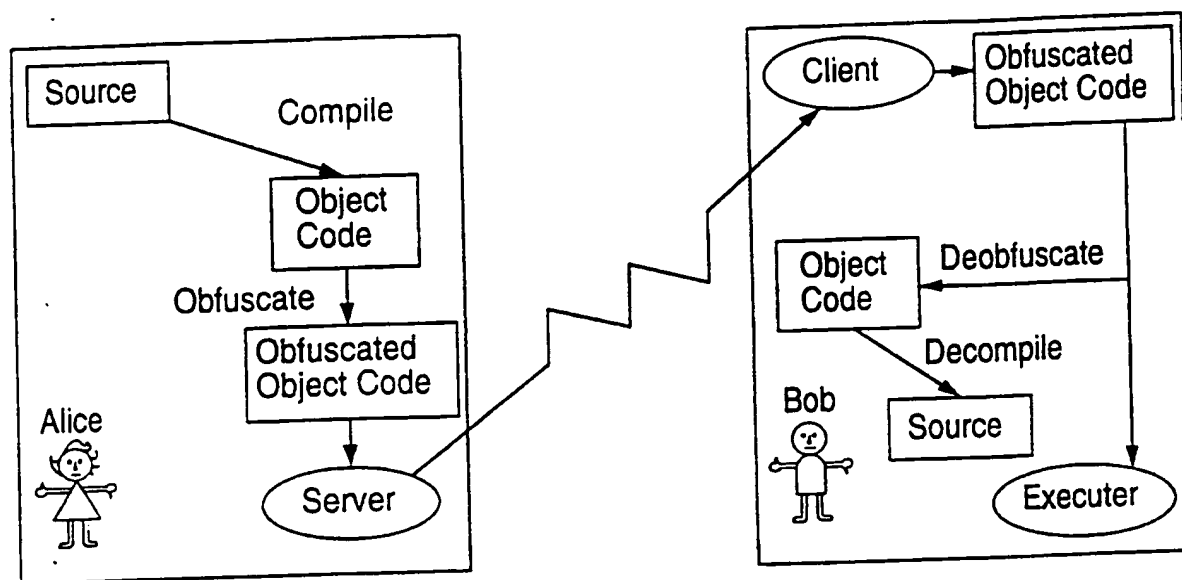 Source
Compile
Object
Code
Obfuscate
Obfuscated
Object Code
Alice
Server
Client
Obfuscated
Object Code
Deobfuscate
Object
Code
Decompile
Bob
Source
Executer